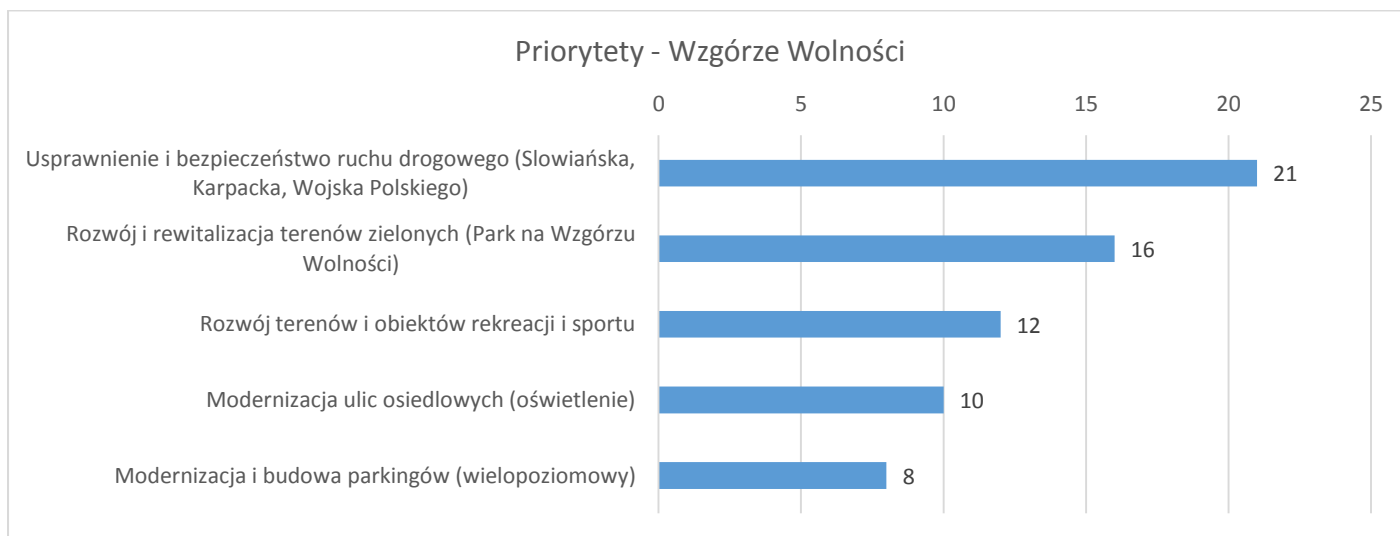 Priorytety - Wzgórze Wolności
0 5 10 15 20 25
Usprawnienie i bezpieczeństwo ruchu drogowego (Slowiańska,
Karpacka, Wojska Polskiego)
21
Rozwój i rewitalizacja terenów zielonych (Park na Wzgórzu
Wolności)
16
Rozwój terenów i obiektów rekreacji i sportu
12
Modernizacja ulic osiedlowych (oświetlenie)
10
Modernizacja i budowa parkingów (wielopoziomowy)
8